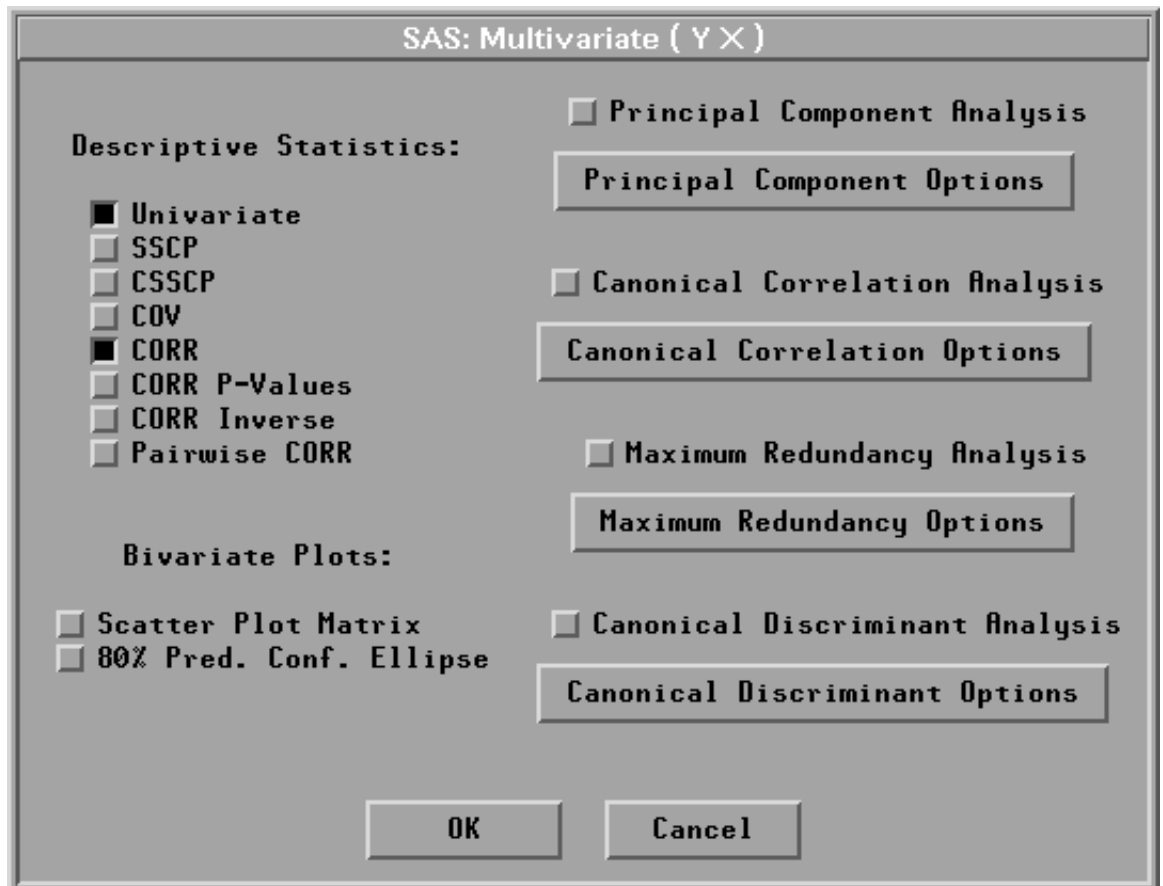 SAS: Multivariate ( Y X )
Descriptive Statistics:
Univariate
SSCP
CSSCP
COV
CORR
CORR P-Values
CORR Inverse
Pairwise CORR
Bivariate Plots:
Scatter Plot Matrix
80% Pred. Conf. Ellipse
Principal Component Analysis
Principal Component Options
Canonical Correlation Analysis
Canonical Correlation Options
Maximum Redundancy Analysis
Maximum Redundancy Options
Canonical Discriminant Analysis
Canonical Discriminant Options
OK
Cancel